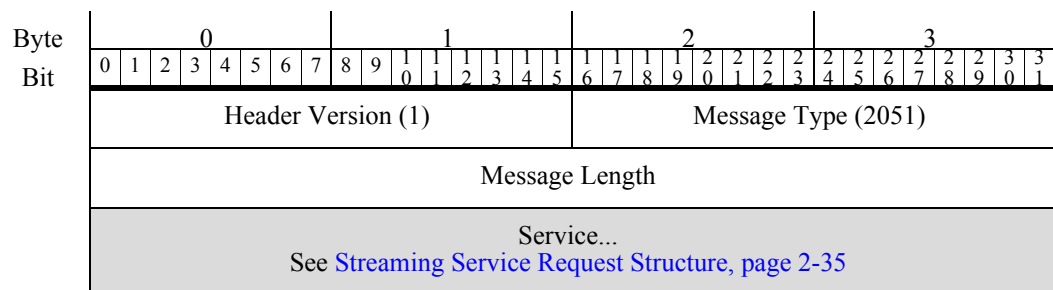 Byte 0 1 2 3
Bit 0 1 2 3 4 5 6 7 8 9 10 11 12 13 14 15 16 17 18 19 20 21 22 23 24 25 26 27 28 29 30 31
Header Version (1) Message Type (2051)
Message Length
Service...
See Streaming Service Request Structure, page 2-35